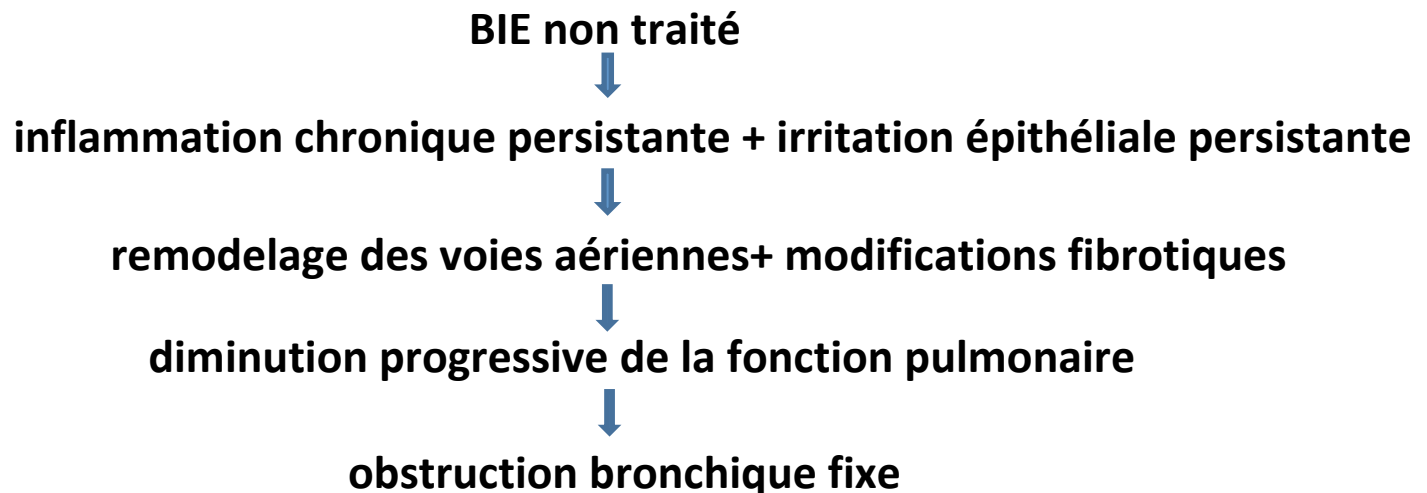 BIE non traité
inflammation chronique persistante + irritation épithéliale persistante
remodelage des voies aériennes+ modifications fibrotiques
diminution progressive de la fonction pulmonaire
obstruction bronchique fixe